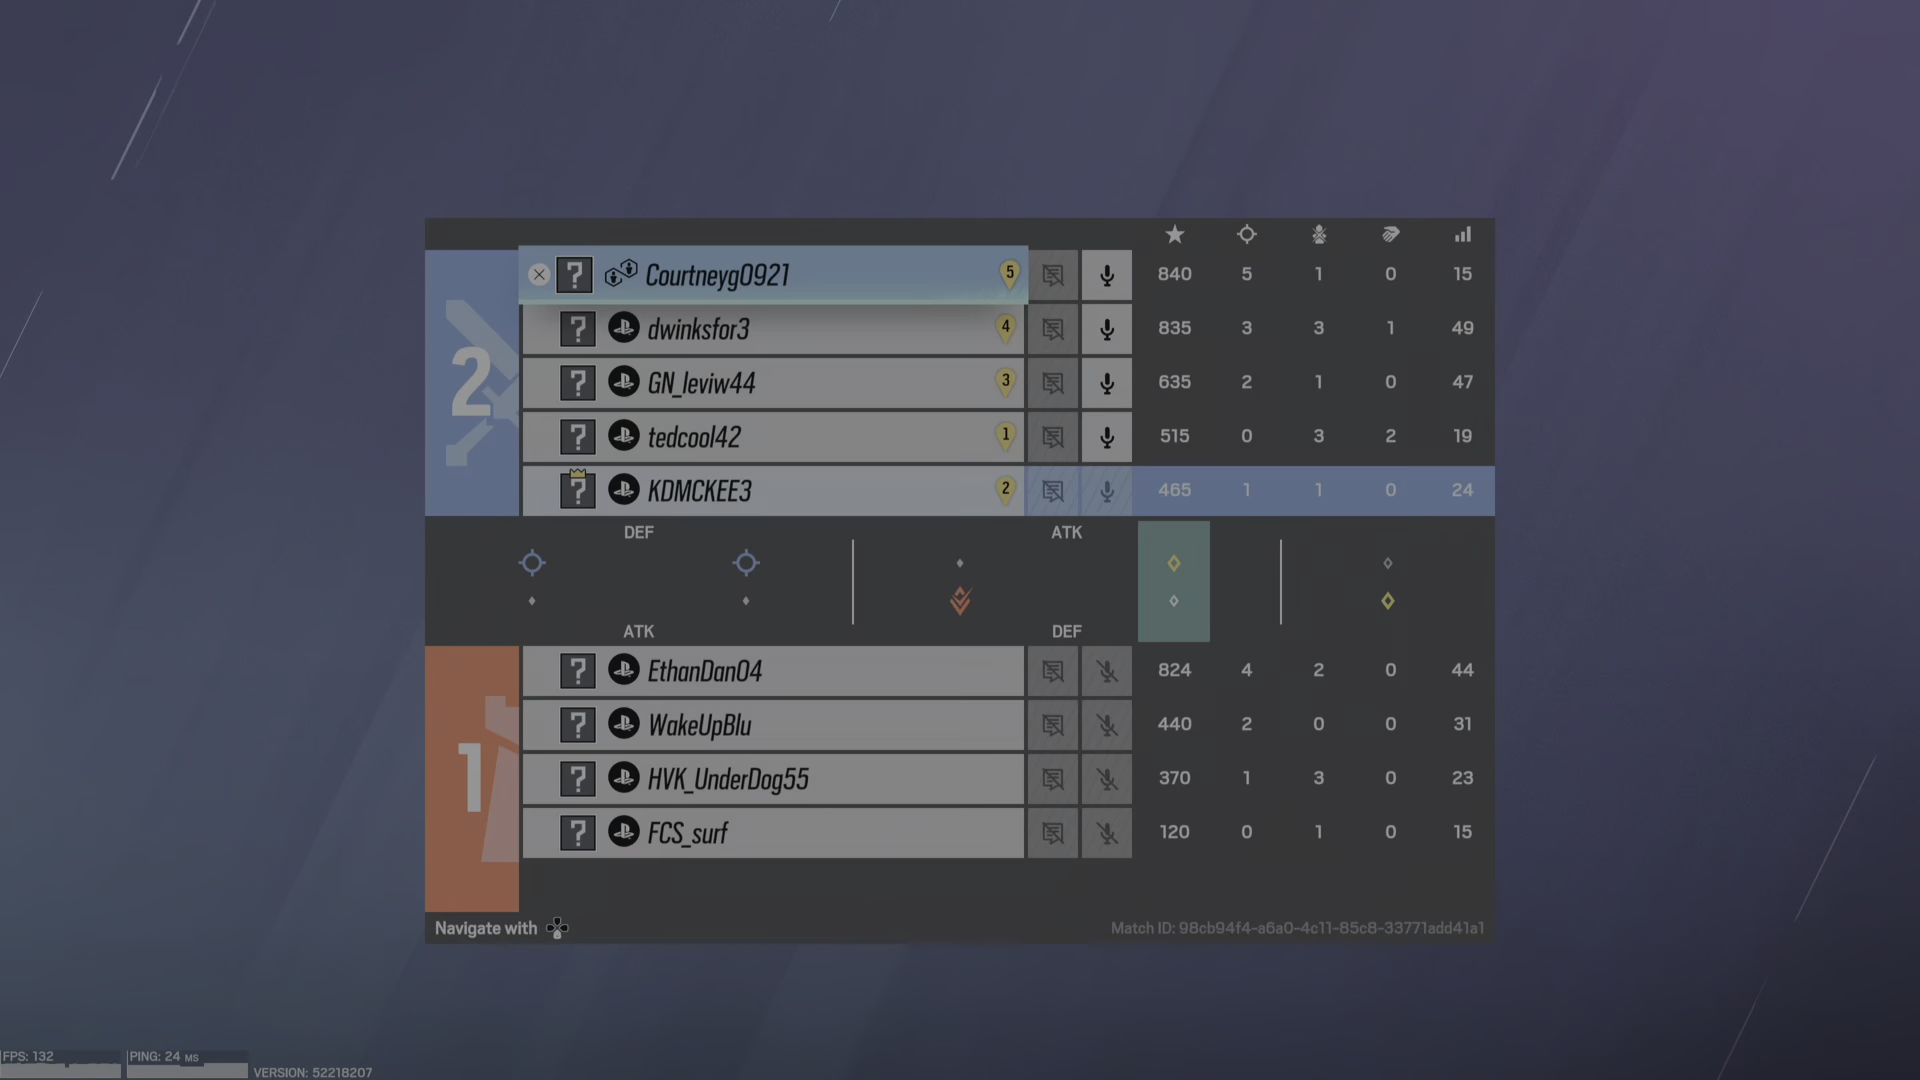 ? Courtneyg0921 5 840 5 1 0 15
? dwinksfor3 4 835 3 3 1 49
? GN_leviw44 3 635 2 1 0 47
2
? tedcool42 1 515 0 3 2 19
? KDMCKEE3 2 465 1 1 0 24
DEF ATK
ATK DEF
? EthanDan04 824 4 2 0 44
? WakeUpBlu 440 2 0 0 31
1
? HVK_UnderDog55 370 1 3 0 23
? FCS_surf 120 0 1 0 15
Navigate with Match ID: 98cb94f4-a6a0-4c11-85c8-33771add41a1
FPS: 132 PING: 24 MS
VERSION: 52218207